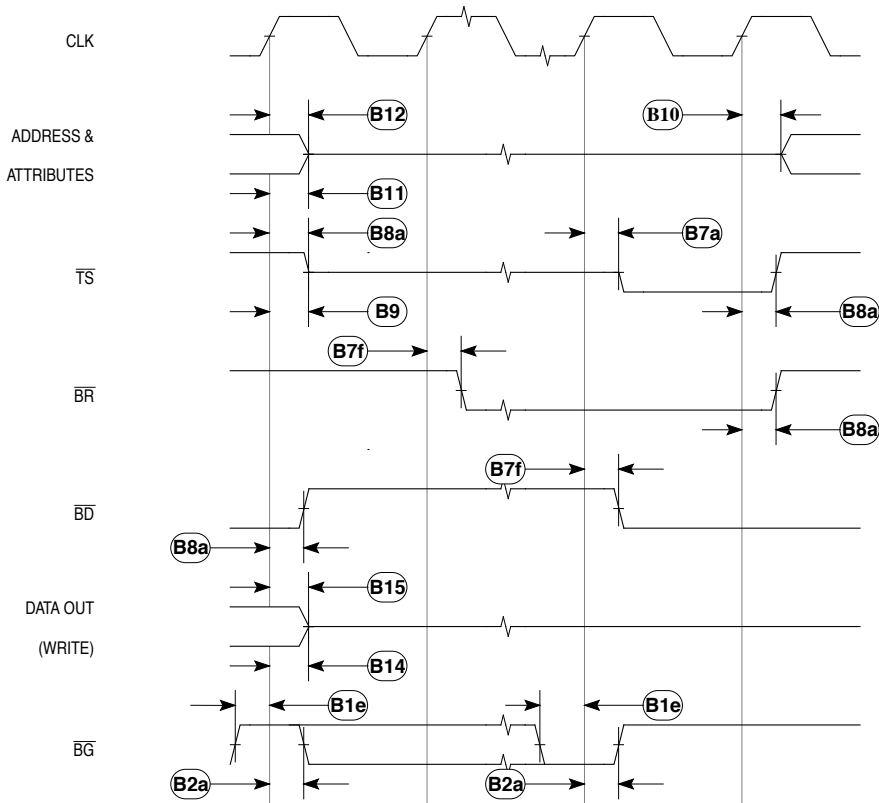 CLK
B12 B10
ADDRESS &
ATTRIBUTES
B11
B8a B7a
TS
B9 B8a
B7f
BR
B8a
B7f
BD
B8a
B15
DATA OUT
(WRITE)
B14
B1e B1e
BG
B2a B2a